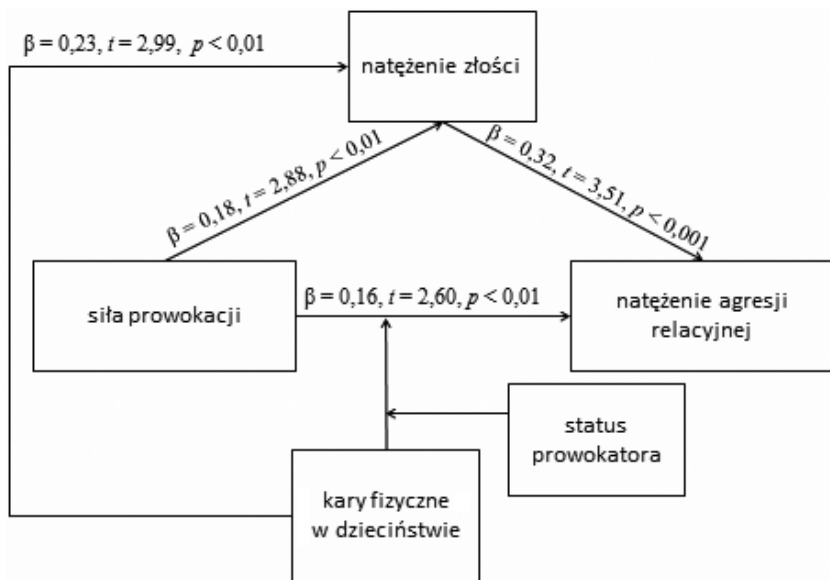 β = 0,23, t = 2,99, p < 0,01
natężenie złości
β = 0,18, t = 2,88, p < 0,01
β = 0,32, t = 3,51, p < 0,001
siła prowokacji
β = 0,16, t = 2,60, p < 0,01
natężenie agresji
relacyjnej
status
prowokatora
kary fizyczne
w dzieciństwie